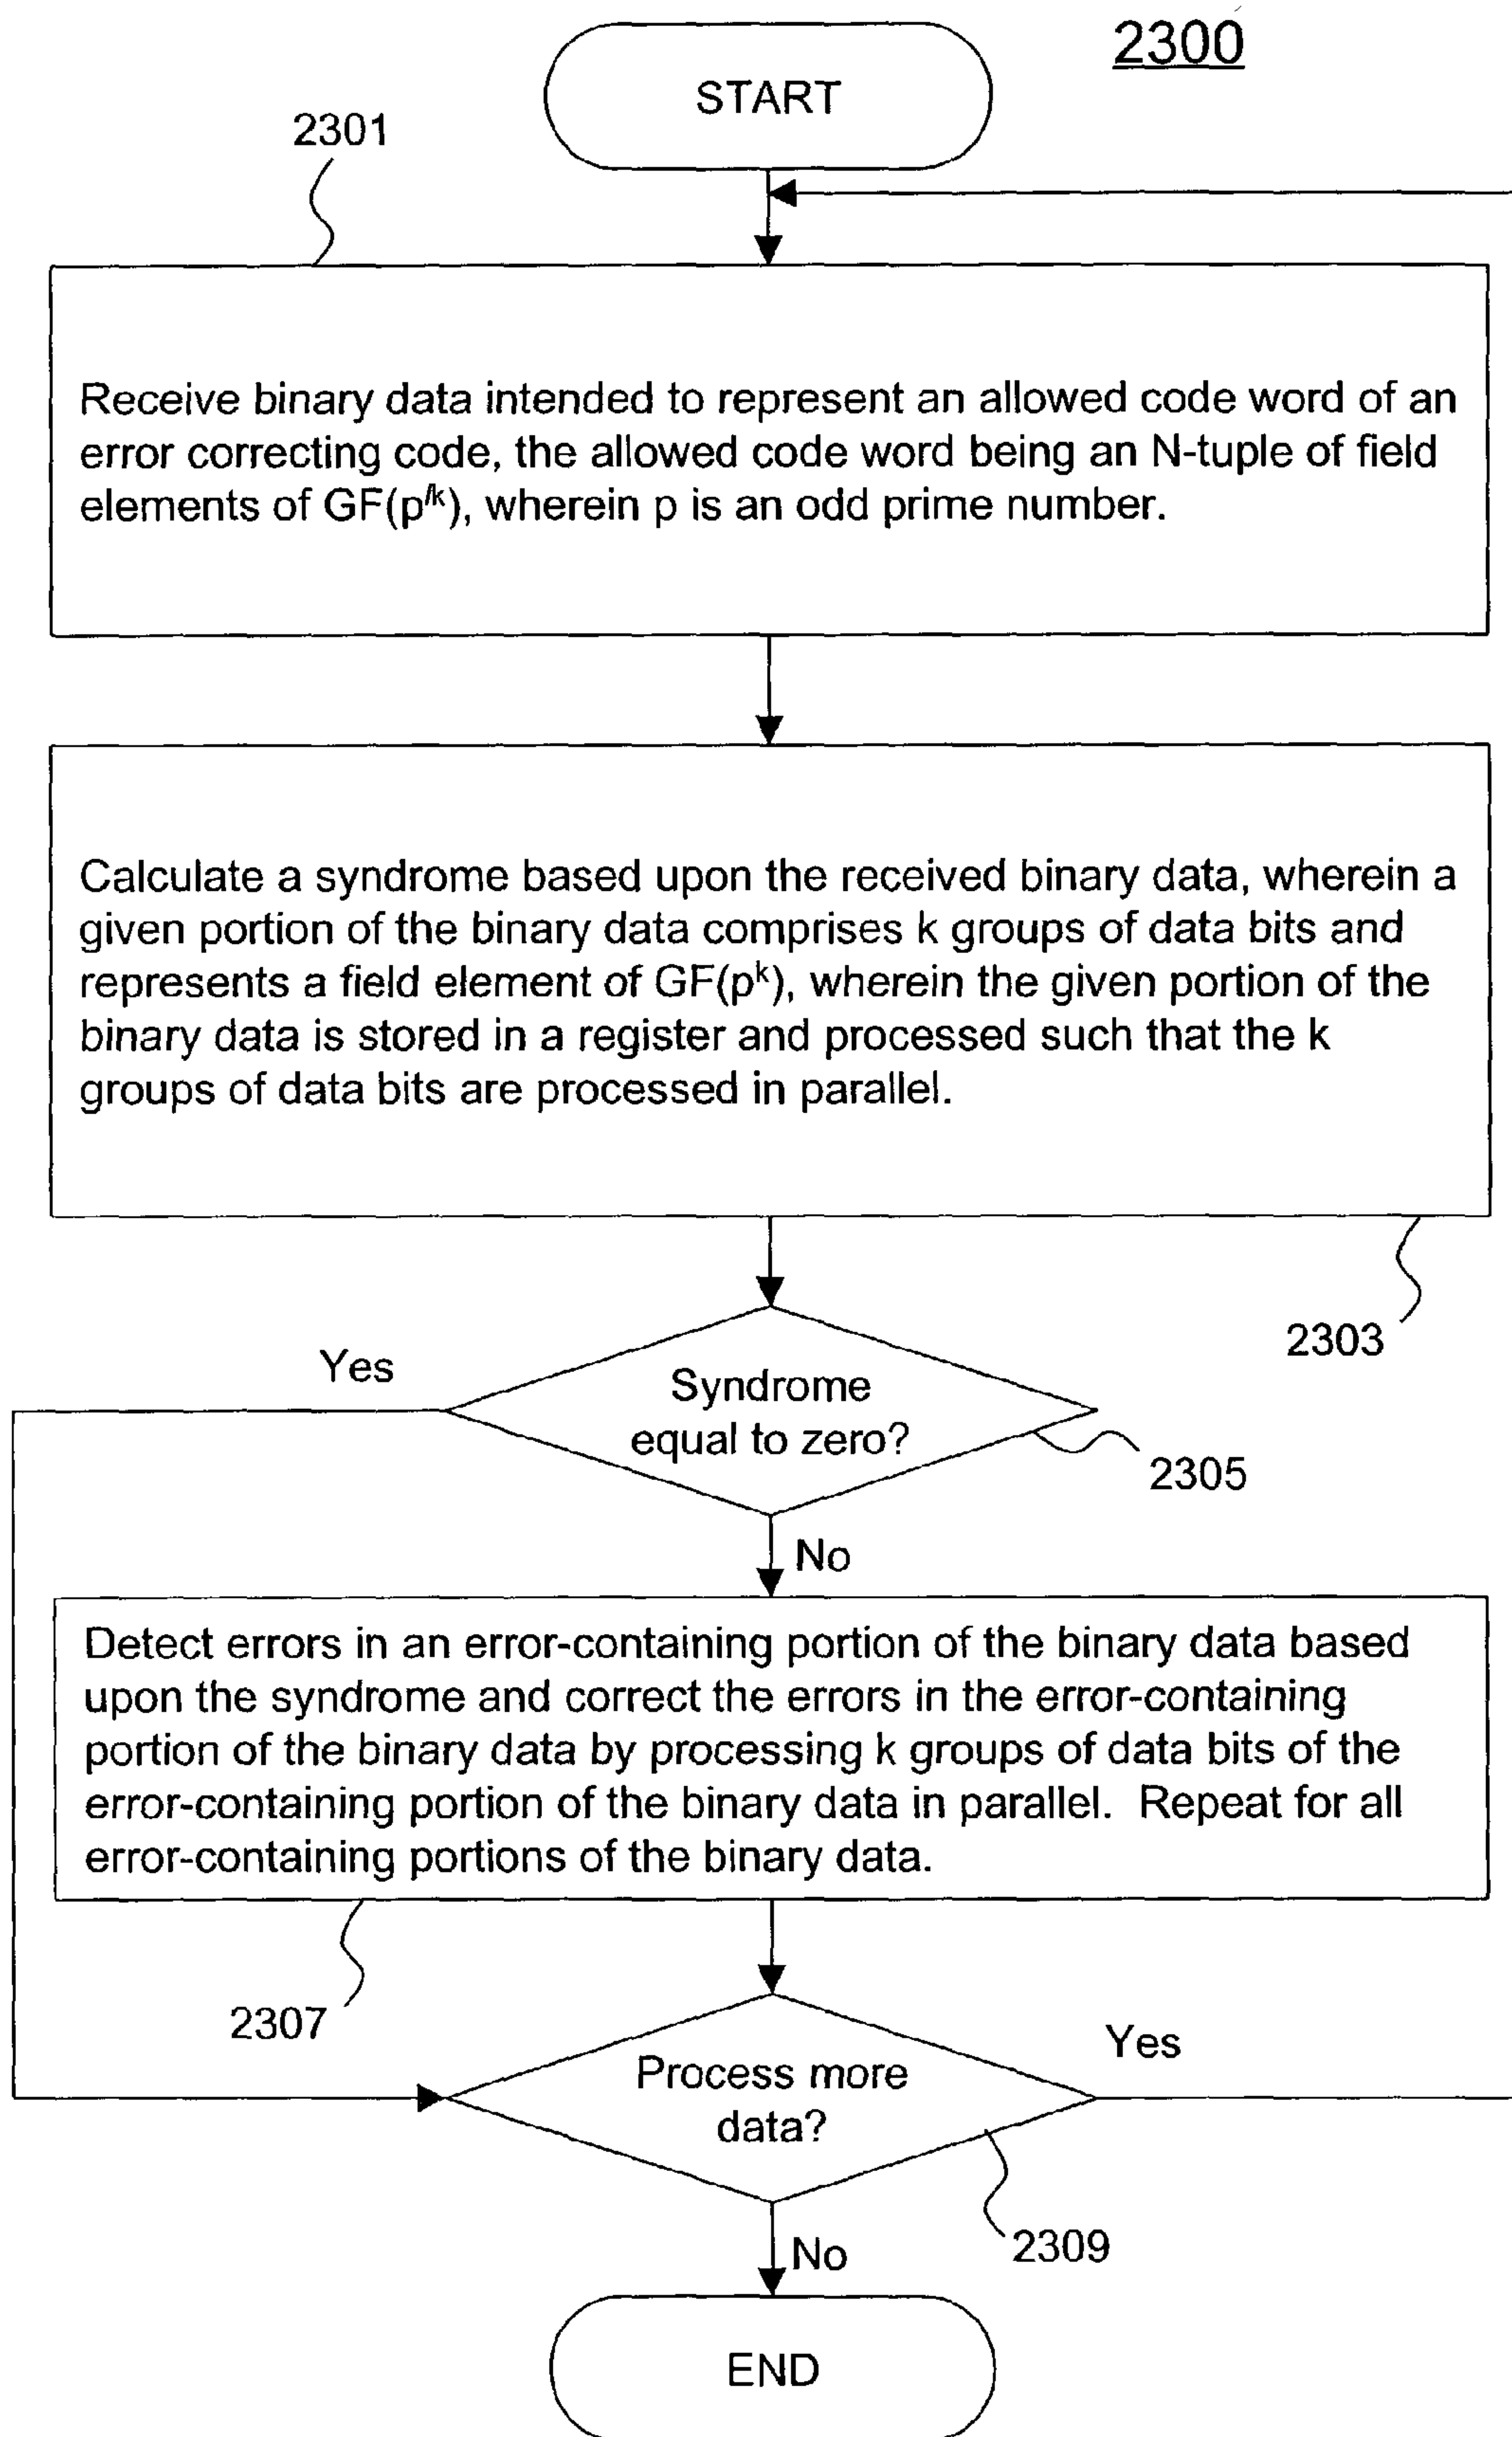 2300
START
2301
Receive binary data intended to represent an allowed code word of an
error correcting code, the allowed code word being an N-tuple of field
elements of GF(p^lk), wherein p is an odd prime number.
Calculate a syndrome based upon the received binary data, wherein a
given portion of the binary data comprises k groups of data bits and
represents a field element of GF(p^k), wherein the given portion of the
binary data is stored in a register and processed such that the k
groups of data bits are processed in parallel.
2303
Yes
Syndrome
equal to zero?
2305
No
Detect errors in an error-containing portion of the binary data based
upon the syndrome and correct the errors in the error-containing
portion of the binary data by processing k groups of data bits of the
error-containing portion of the binary data in parallel. Repeat for all
error-containing portions of the binary data.
2307
Yes
Process more
data?
2309
No
END